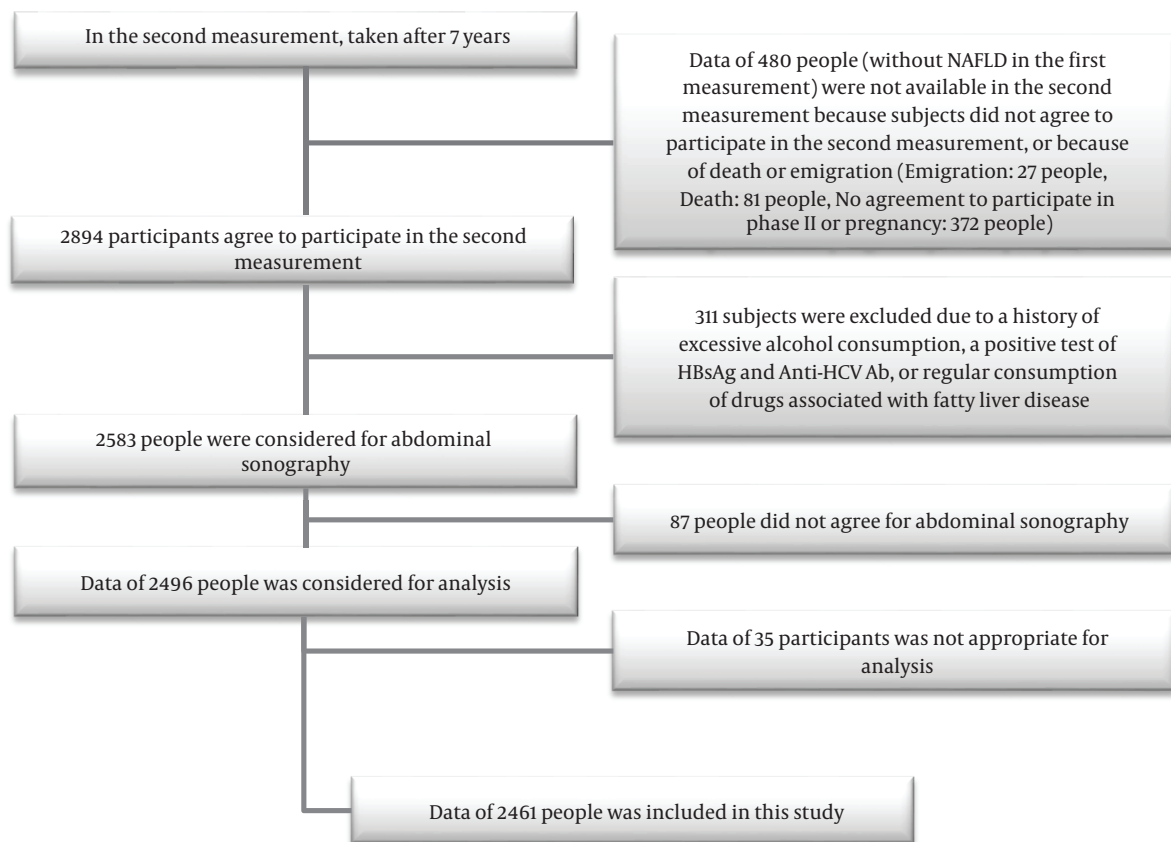 In the second measurement, taken after 7 years
Data of 480 people (without NAFLD in the first
measurement) were not available in the second
measurement because subjects did not agree to
participate in the second measurement, or because
of death or emigration (Emigration: 27 people,
Death: 81 people, No agreement to participate in
phase II or pregnancy: 372 people)
2894 participants agree to participate in the second
measurement
311 subjects were excluded due to a history of
excessive alcohol consumption, a positive test of
HBsAg and Anti-HCV Ab, or regular consumption
of drugs associated with fatty liver disease
2583 people were considered for abdominal
sonography
87 people did not agree for abdominal sonography
Data of 2496 people was considered for analysis
Data of 35 participants was not appropriate for
analysis
Data of 2461 people was included in this study